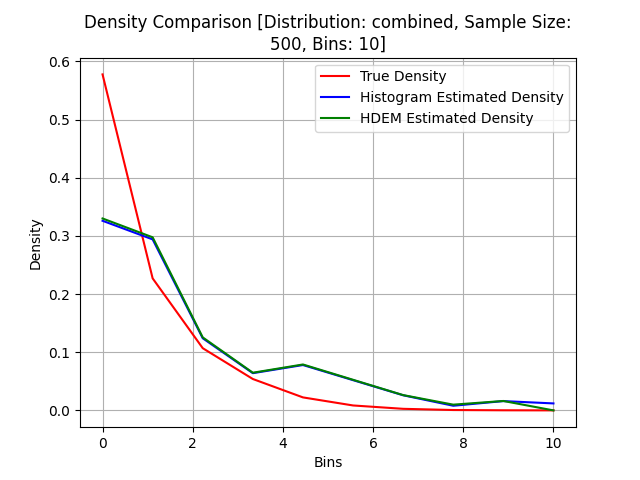 Density Comparison [Distribution: combined, Sample Size:
500, Bins: 10]
True Density
Histogram Estimated Density
HDEM Estimated Density
Density
0.6
0.5
0.4
0.3
0.2
0.1
0.0
0 2 4 6 8 10
Bins